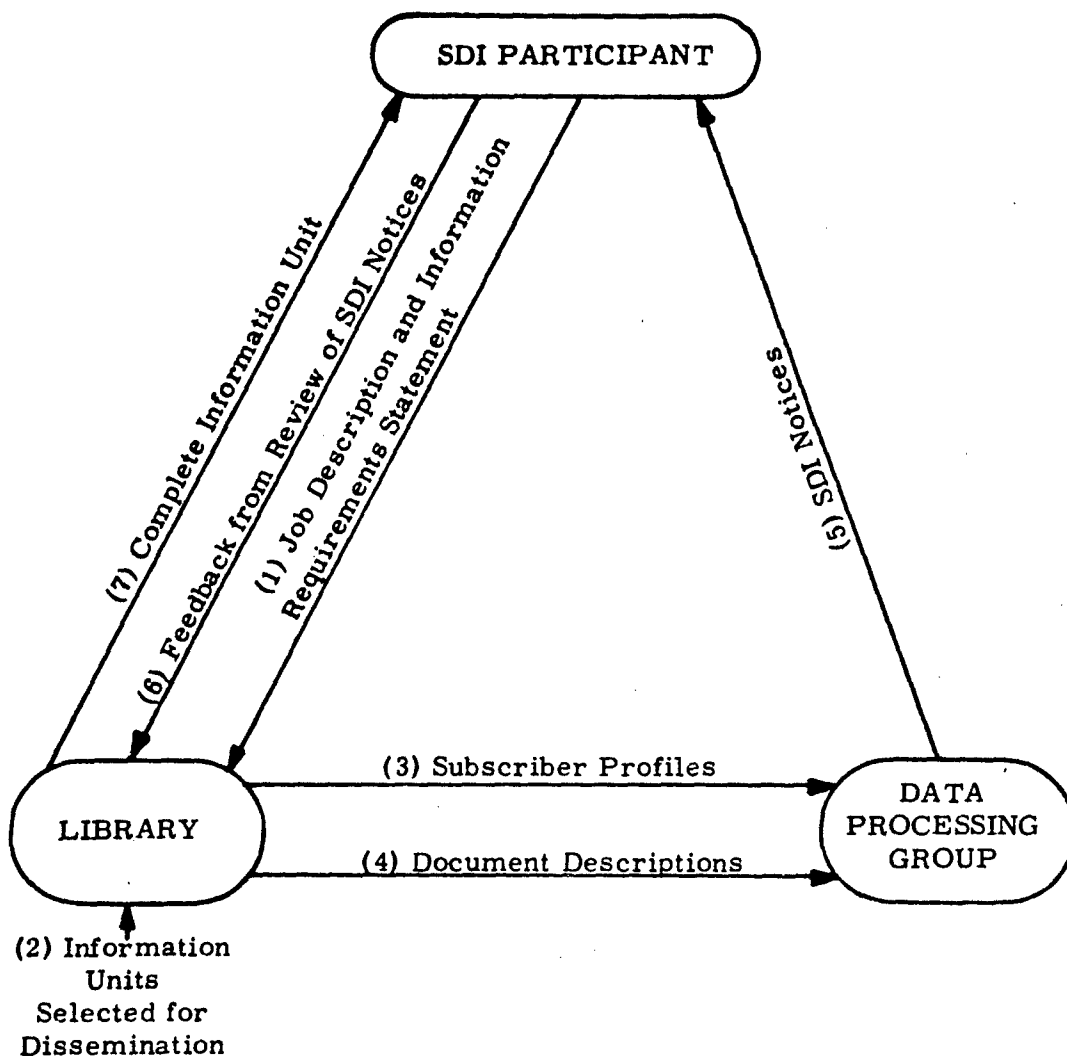 SDI PARTICIPANT
(7) Complete Information Unit
(6) Feedback from Review of SDI Notices
(1) Job Description and Information
Requirements Statement
(5) SDI Notices
(3) Subscriber Profiles
LIBRARY
DATA
PROCESSING
GROUP
(4) Document Descriptions
(2) Information
Units
Selected for
Dissemination